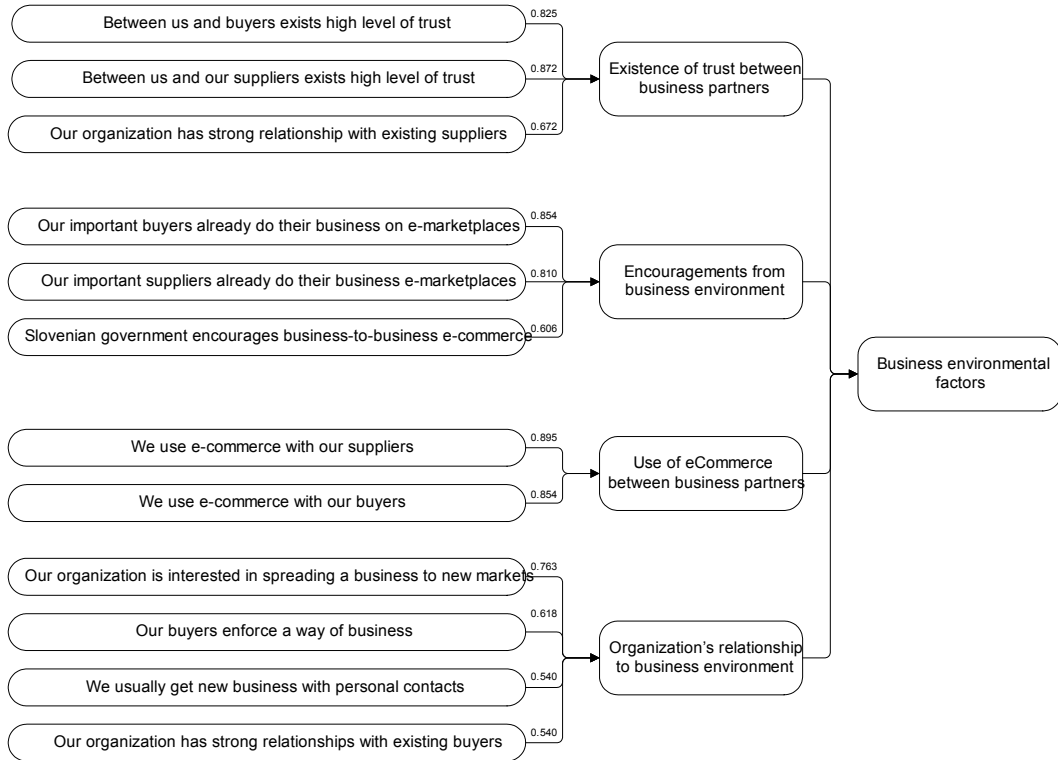 Between us and buyers exists high level of trust
0.825
Between us and our suppliers exists high level of trust
0.872
Our organization has strong relationship with existing suppliers
0.672
Existence of trust between
business partners
Our important buyers already do their business on e-marketplaces
0.854
Our important suppliers already do their business e-marketplaces
0.810
Slovenian government encourages business-to-business e-commerce
0.606
Encouragements from
business environment
Business environmental
factors
We use e-commerce with our suppliers
0.895
We use e-commerce with our buyers
0.854
Use of eCommerce
between business partners
Our organization is interested in spreading a business to new markets
0.763
Our buyers enforce a way of business
0.618
We usually get new business with personal contacts
0.540
Our organization has strong relationships with existing buyers
0.540
Organization's relationship
to business environment